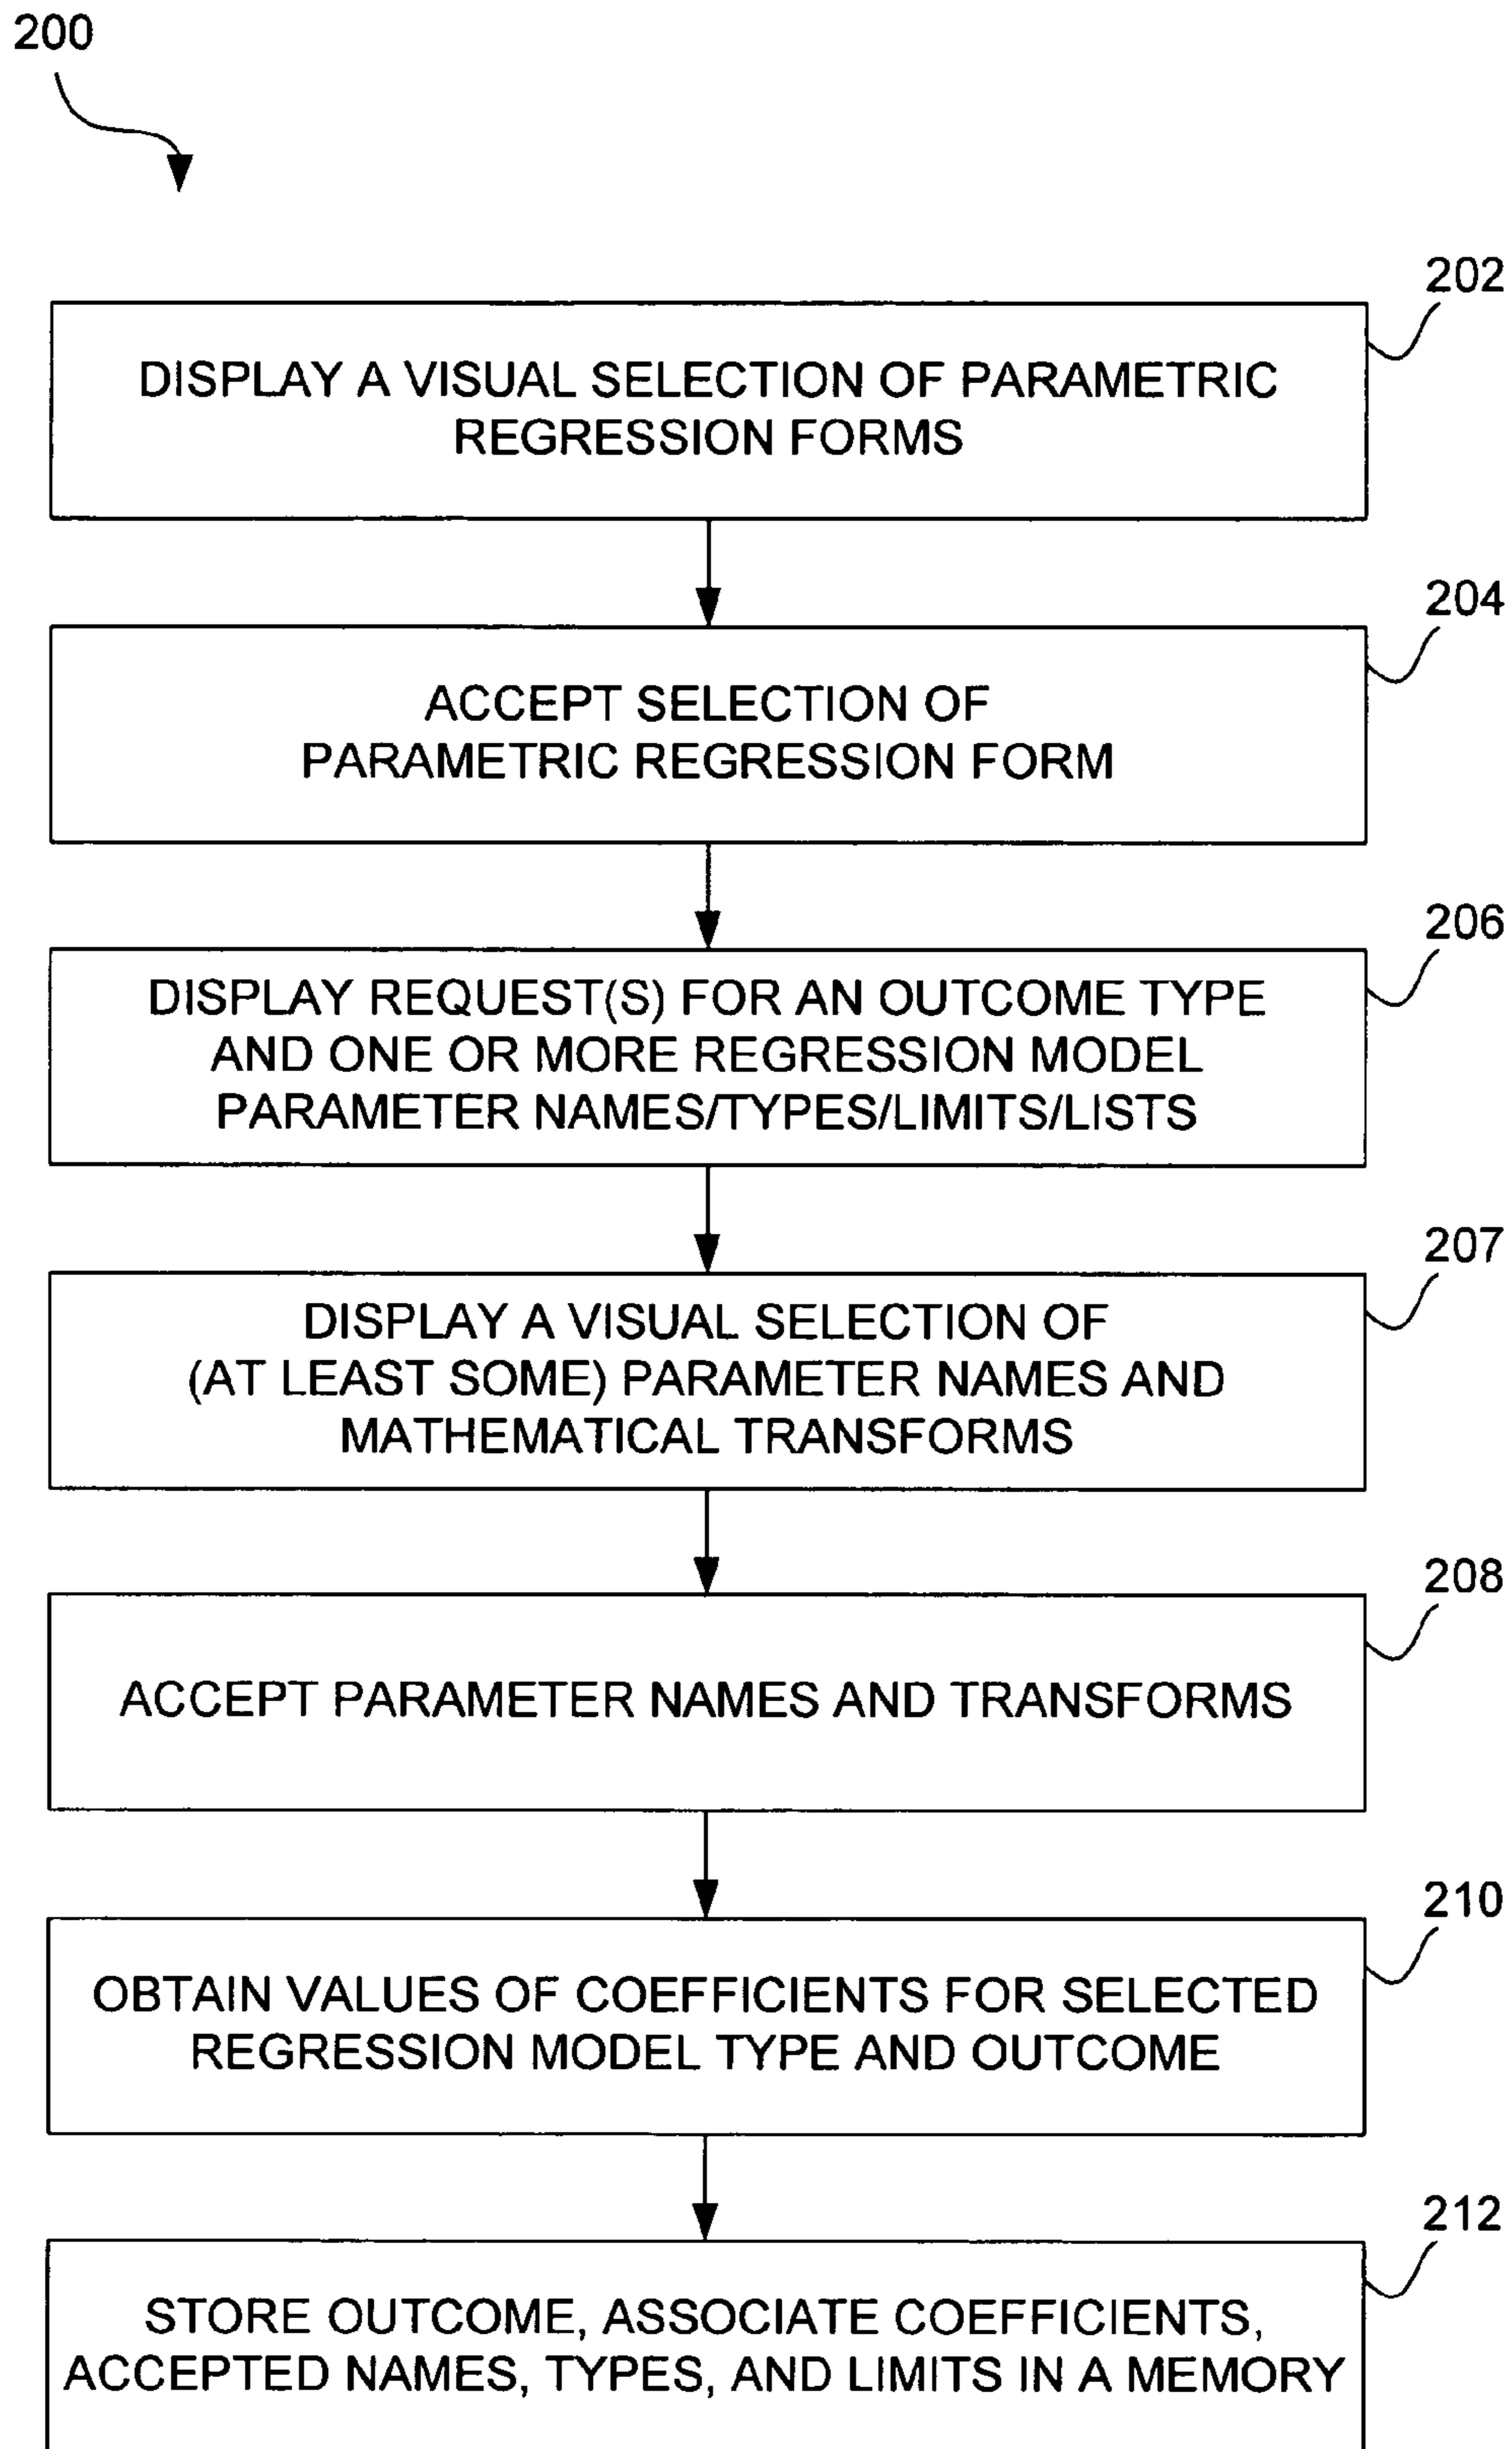 200
202
DISPLAY A VISUAL SELECTION OF PARAMETRIC
REGRESSION FORMS
204
ACCEPT SELECTION OF
PARAMETRIC REGRESSION FORM
206
DISPLAY REQUEST(S) FOR AN OUTCOME TYPE
AND ONE OR MORE REGRESSION MODEL
PARAMETER NAMES/TYPES/LIMITS/LISTS
207
DISPLAY A VISUAL SELECTION OF
(AT LEAST SOME) PARAMETER NAMES AND
MATHEMATICAL TRANSFORMS
208
ACCEPT PARAMETER NAMES AND TRANSFORMS
210
OBTAIN VALUES OF COEFFICIENTS FOR SELECTED
REGRESSION MODEL TYPE AND OUTCOME
212
STORE OUTCOME, ASSOCIATE COEFFICIENTS,
ACCEPTED NAMES, TYPES, AND LIMITS IN A MEMORY